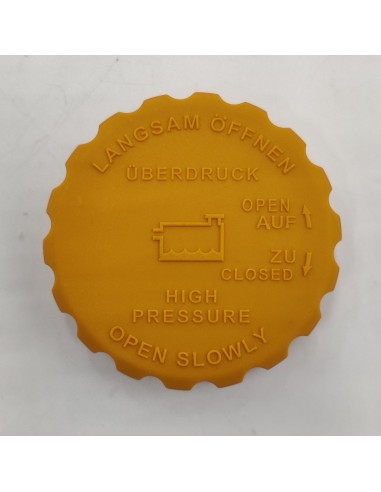 LANGSAM ÖFFNEN
ÜBERDRUCK
OPEN
AUF
ZU
CLOSED
HIGH
PRESSURE
OPEN SLOWLY